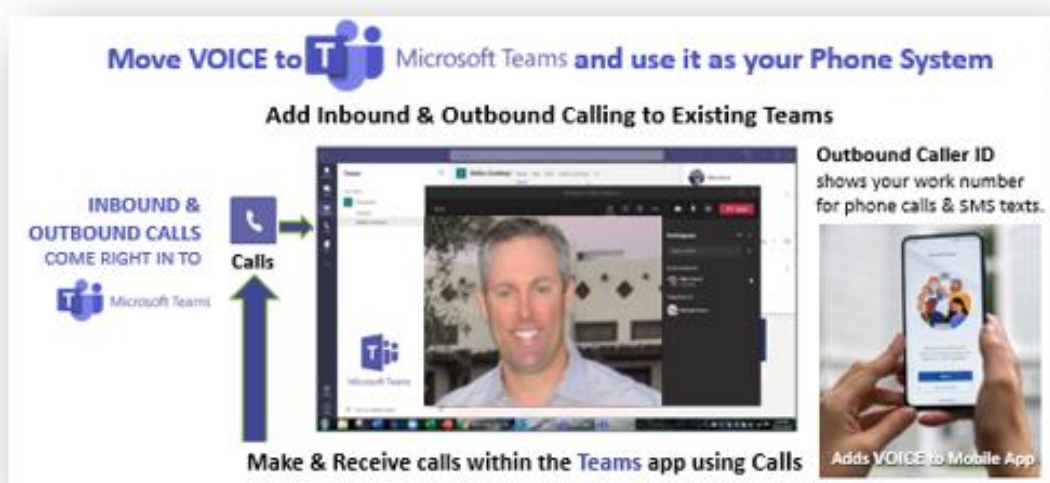 Move VOICE to Microsoft Teams and use it as your Phone System
Add Inbound & Outbound Calling to Existing Teams
INBOUND &
OUTBOUND CALLS
COME RIGHT IN TO
Microsoft Teams
Calls
Microsoft Teams
Outbound Caller ID
shows your work number
for phone calls & SMS texts.
Adds VOICE to Mobile App
Make & Receive calls within the Teams app using Calls